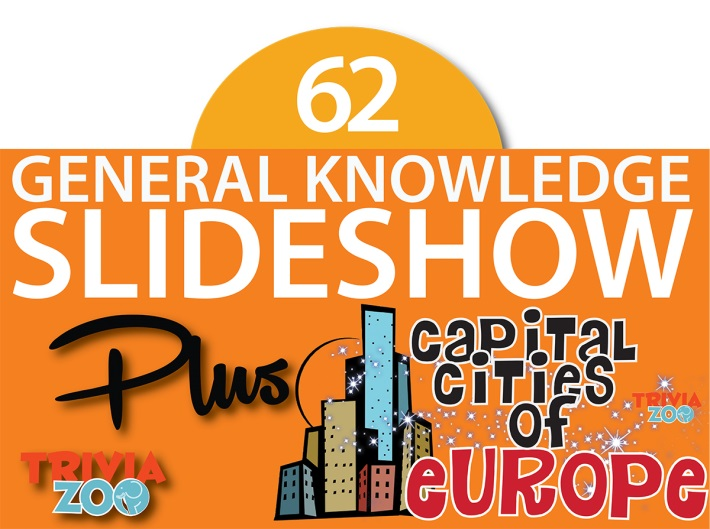 62
GENERAL KNOWLEDGE
SLIDESHOW
Plus
CAPITAL
CITIES
OF
EUROPE
TRIVIA
ZOO
TRIVIA
ZOO